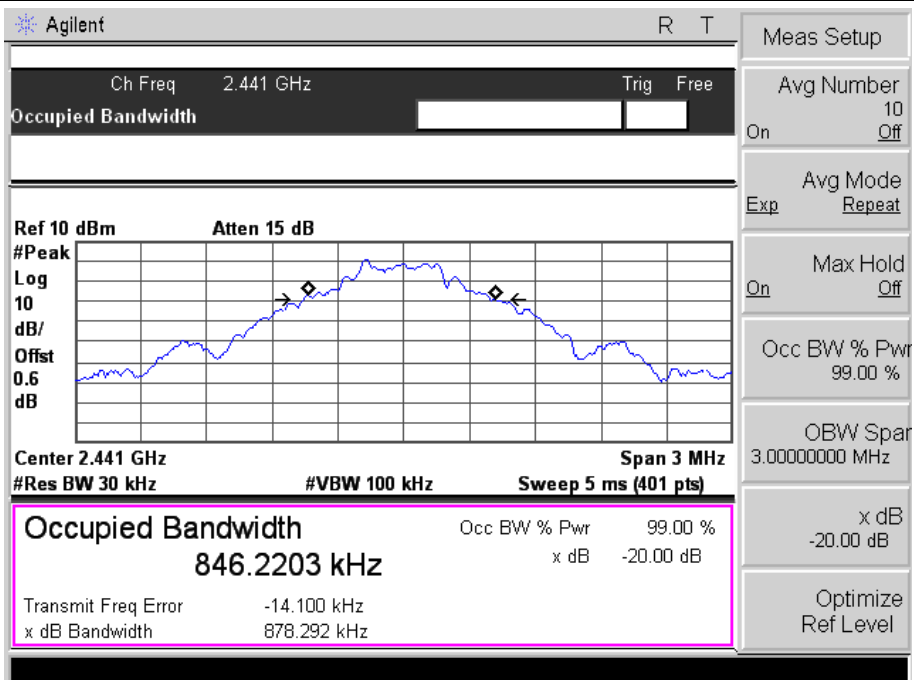 Agilent R T
Ch Freq 2.441 GHz Trig Free
Occupied Bandwidth
Ref 10 dBm Atten 15 dB
#Peak
Log
10
dB/
Offst
0.6
dB
Center 2.441 GHz Span 3 MHz
#Res BW 30 kHz #VBW 100 kHz Sweep 5 ms (401 pts)
Occupied Bandwidth Occ BW % Pwr 99.00 %
846.2203 kHz x dB -20.00 dB
Transmit Freq Error -14.100 kHz
x dB Bandwidth 878.292 kHz
Meas Setup
Avg Number
10
On Off
Avg Mode
Exp Repeat
Max Hold
On Off
Occ BW % Pwr
99.00 %
OBW Span
3.00000000 MHz
x dB
-20.00 dB
Optimize
Ref Level